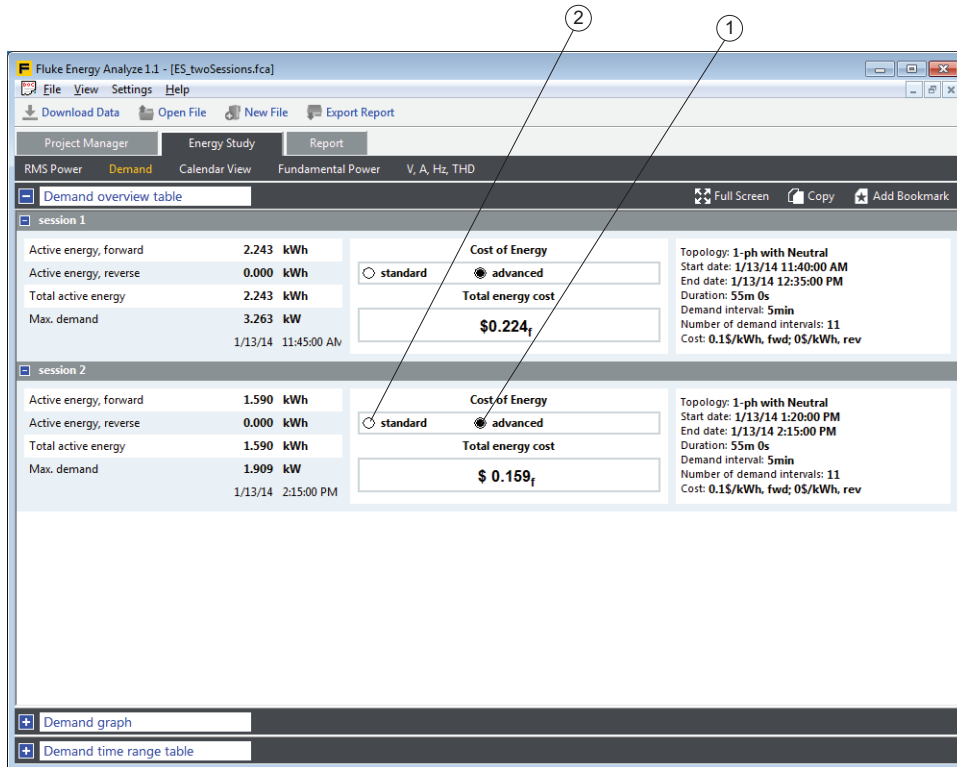 ② ①
Fluke Energy Analyze 1.1 - [ES_twoSessions.fca]
File View Settings Help
Download Data Open File New File Export Report
Project Manager Energy Study Report
RMS Power Demand Calendar View Fundamental Power V, A, Hz, THD
Demand overview table Full Screen Copy Add Bookmark
session 1
Active energy, forward 2.243 kWh
Active energy, reverse 0.000 kWh
Total active energy 2.243 kWh
Max. demand 3.263 kW
1/13/14 11:45:00 AM
Cost of Energy
standard advanced
Total energy cost
$0.224f
Topology: 1-ph with Neutral
Start date: 1/13/14 11:40:00 AM
End date: 1/13/14 12:35:00 PM
Duration: 55m 0s
Demand interval: 5min
Number of demand intervals: 11
Cost: 0.1$/kWh, fwd; 0$/kWh, rev
session 2
Active energy, forward 1.590 kWh
Active energy, reverse 0.000 kWh
Total active energy 1.590 kWh
Max. demand 1.909 kW
1/13/14 2:15:00 PM
Cost of Energy
standard advanced
Total energy cost
$ 0.159f
Topology: 1-ph with Neutral
Start date: 1/13/14 1:20:00 PM
End date: 1/13/14 2:15:00 PM
Duration: 55m 0s
Demand interval: 5min
Number of demand intervals: 11
Cost: 0.1$/kWh, fwd; 0$/kWh, rev
Demand graph
Demand time range table